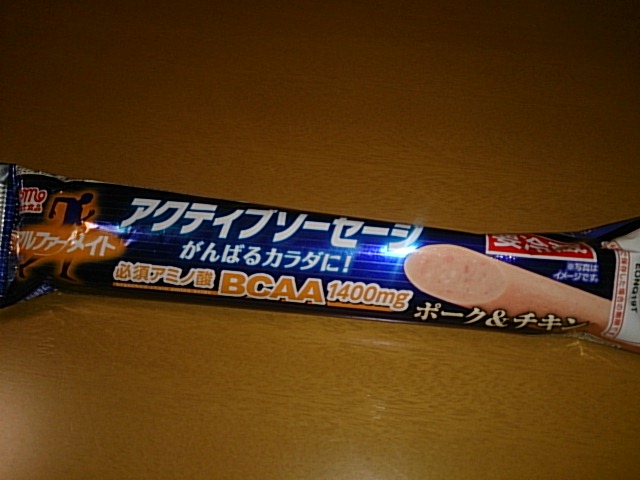 アルファーメイト
アクティブソーセージ
がんばるカラダに!
必須アミノ酸 BCAA 1400mg
ポーク&チキン
※写真は
イメージです。